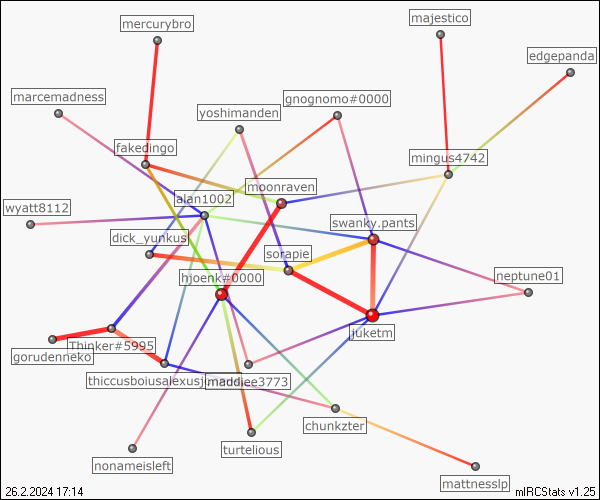 mercurybro
majestico
edgepanda
marcemadness
gnognomo#0000
yoshimanden
fakedingo
mingus4742
moonraven
alan1002
wyatt8112
swanky.pants
dick_yunkus
sorapie
hjoenk#0000
neptune01
juketm
Thinker#5995
gorudenneko
thiccusboiusalexusj
maddiee3773
chunkzter
turtelious
nonameisleft
mattnesslp
26.2.2024 17:14
mIRCStats v1.25